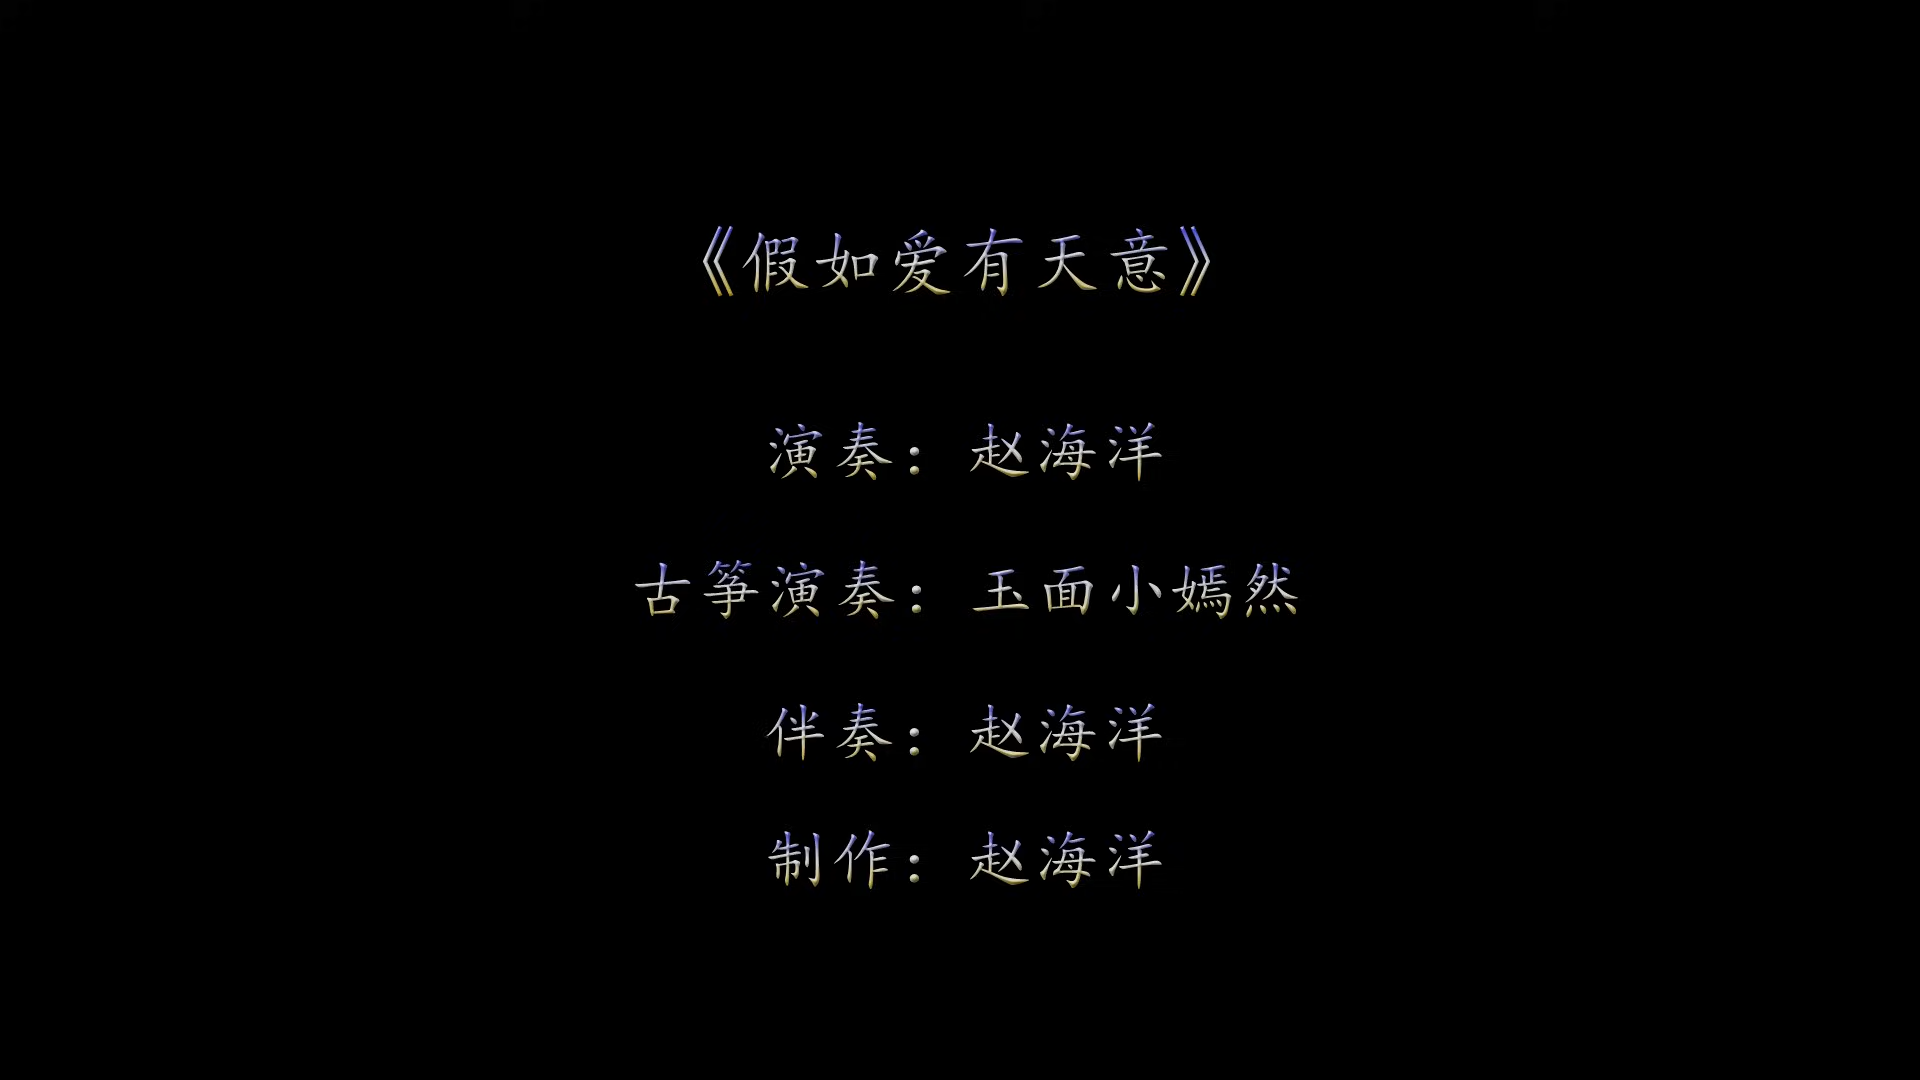 《假如爱有天意》
演奏：赵海洋
古筝演奏：玉面小嫣然
伴奏：赵海洋
制作：赵海洋